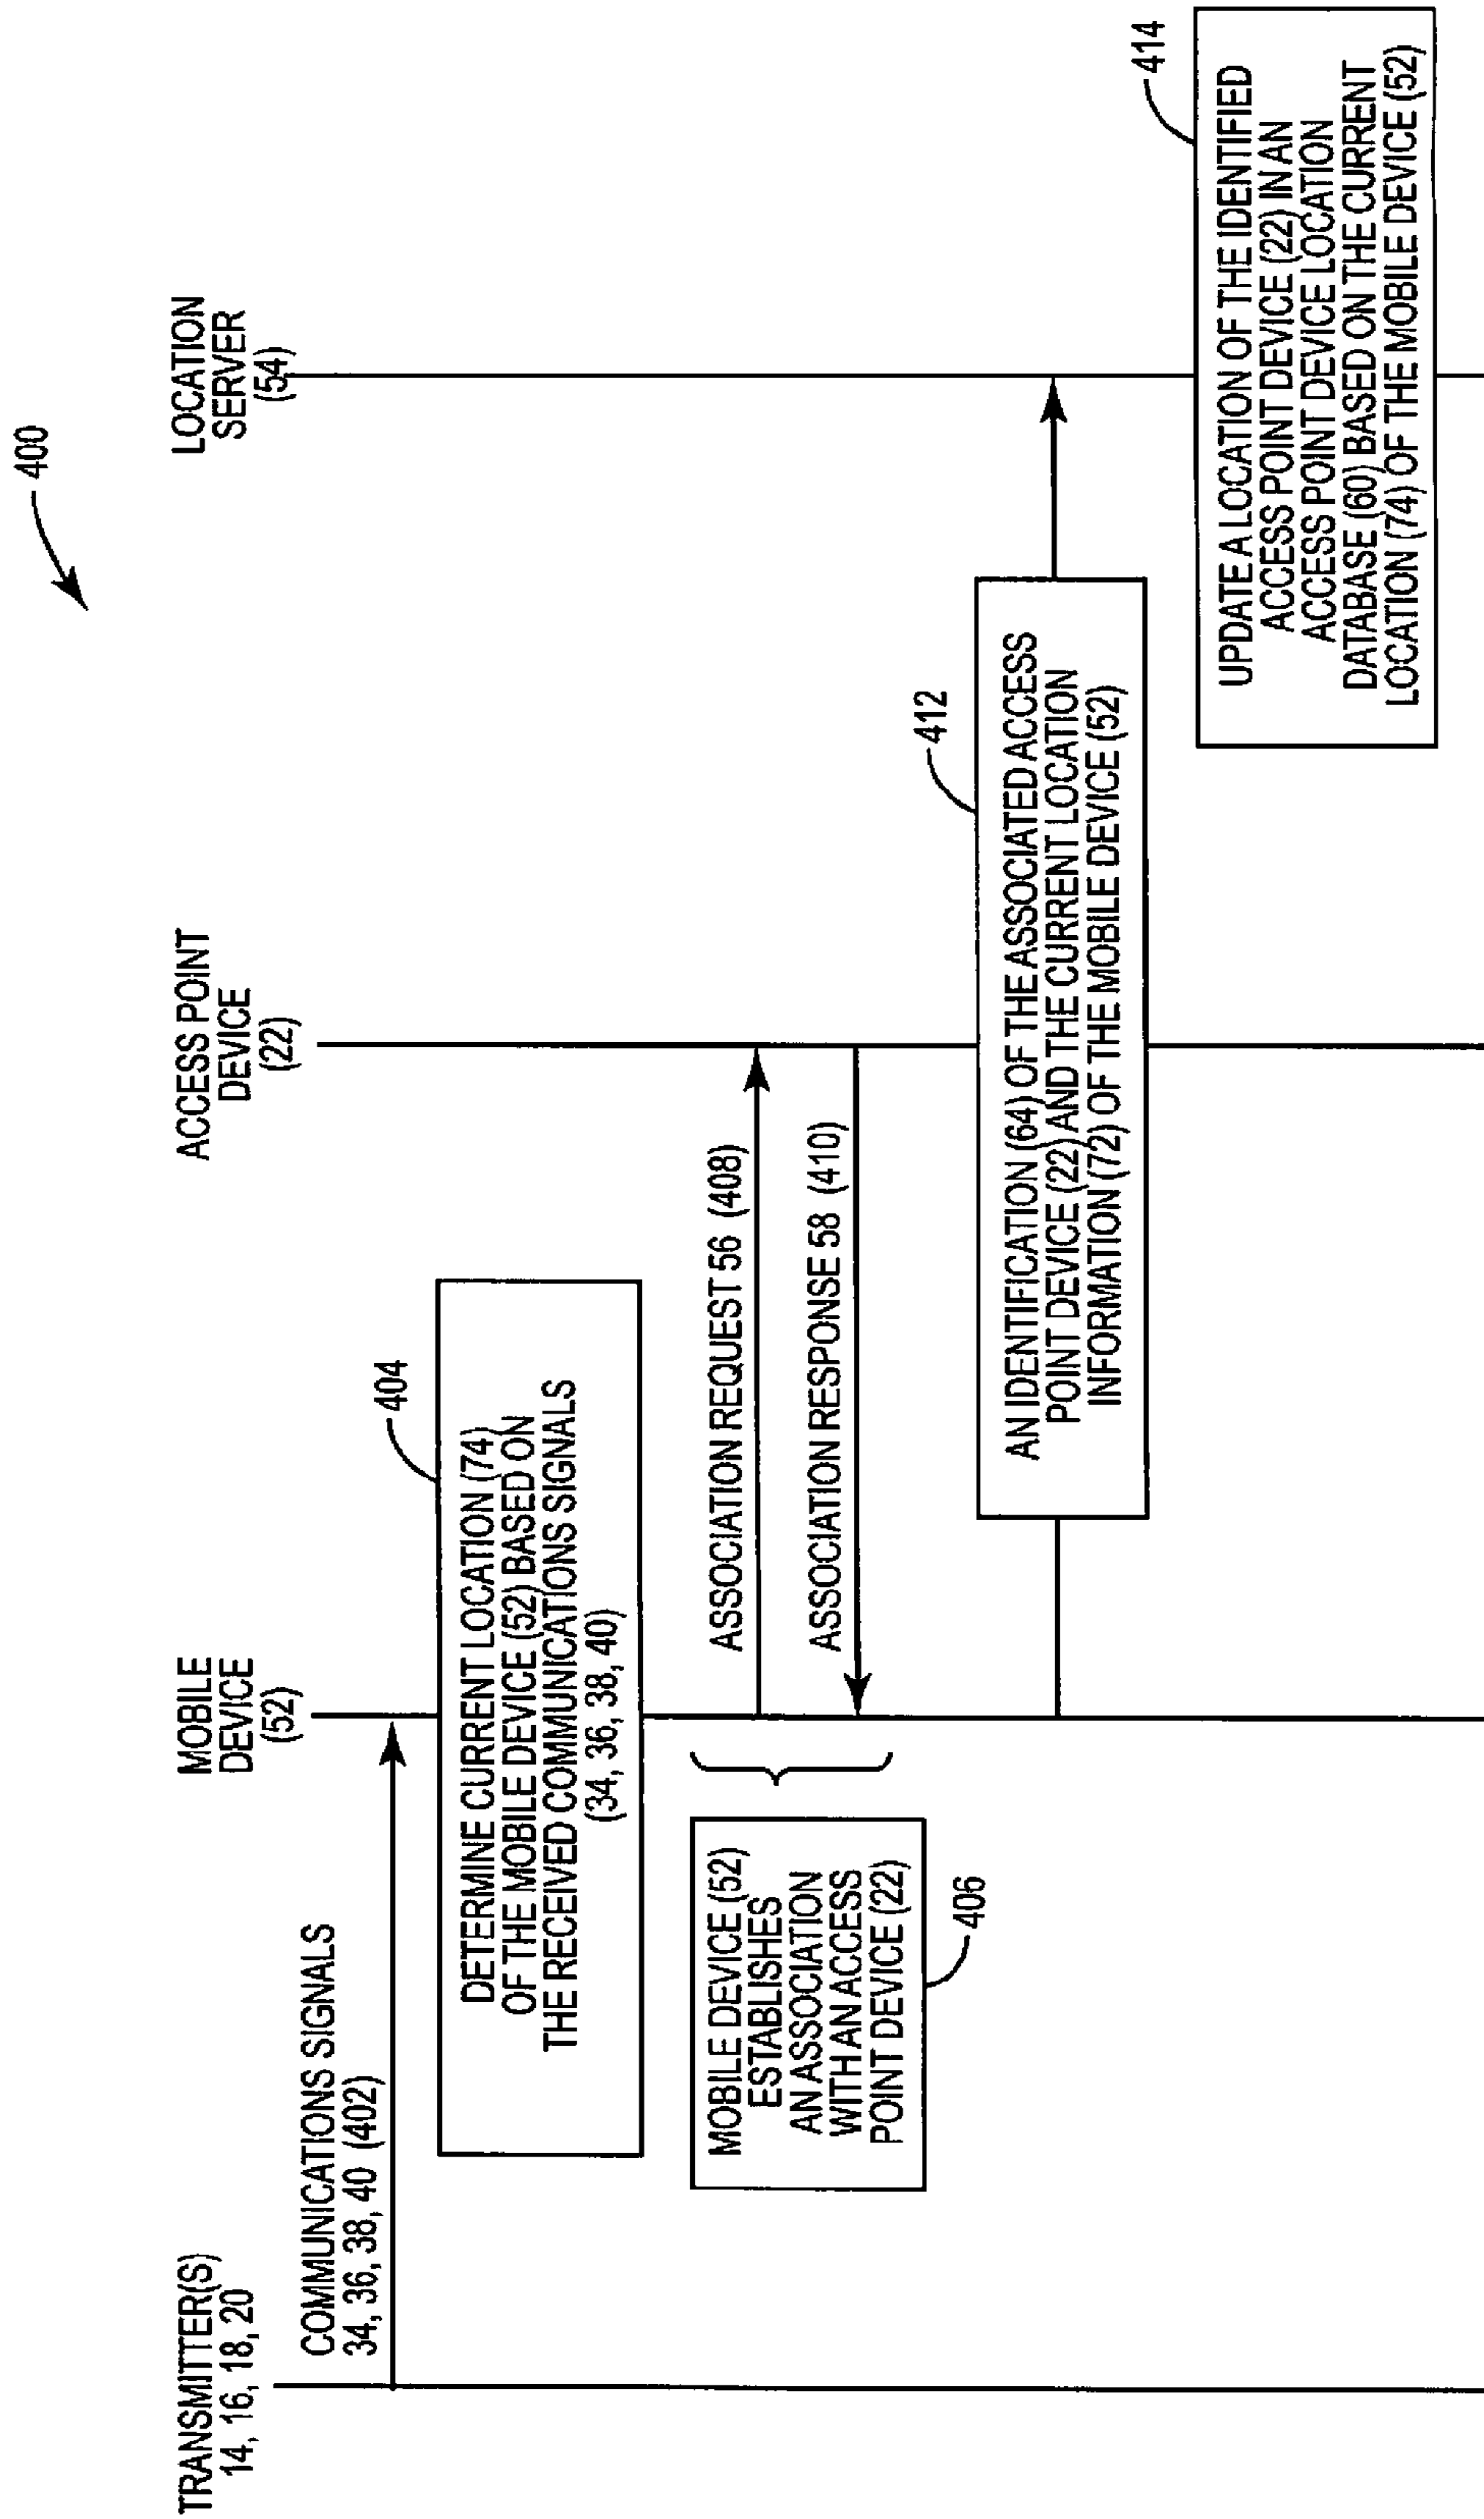 400
TRANSMITTER(S)
14, 16, 18, 20
MOBILE
DEVICE
(52)
ACCESS POINT
DEVICE
(22)
LOCATION
SERVER
(54)
COMMUNICATIONS SIGNALS
34, 36, 38, 40 (402)
404
DETERMINE CURRENT LOCATION (74)
OF THE MOBILE DEVICE (52) BASED ON
THE RECEIVED COMMUNICATIONS SIGNALS
(34, 36, 38, 40)
MOBILE DEVICE (52)
ESTABLISHES
AN ASSOCIATION
WITH AN ACCESS
POINT DEVICE (22)
406
ASSOCIATION REQUEST 56 (408)
ASSOCIATION RESPONSE 58 (410)
412
AN IDENTIFICATION (64) OF THE ASSOCIATED ACCESS
POINT DEVICE (22) AND THE CURRENT LOCATION
INFORMATION (72) OF THE MOBILE DEVICE (52)
414
UPDATE A LOCATION OF THE IDENTIFIED
ACCESS POINT DEVICE (22) IN AN
ACCESS POINT DEVICE LOCATION
DATABASE (60) BASED ON THE CURRENT
LOCATION (74) OF THE MOBILE DEVICE (52)